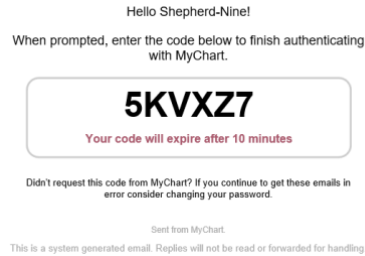 Hello Shepherd-Nine!
When prompted, enter the code below to finish authenticating
with MyChart.
5KVXZ7
Your code will expire after 10 minutes
Didn't request this code from MyChart? If you continue to get these emails in
error consider changing your password.
Sent from MyChart.
This is a system generated email. Replies will not be read or forwarded for handling